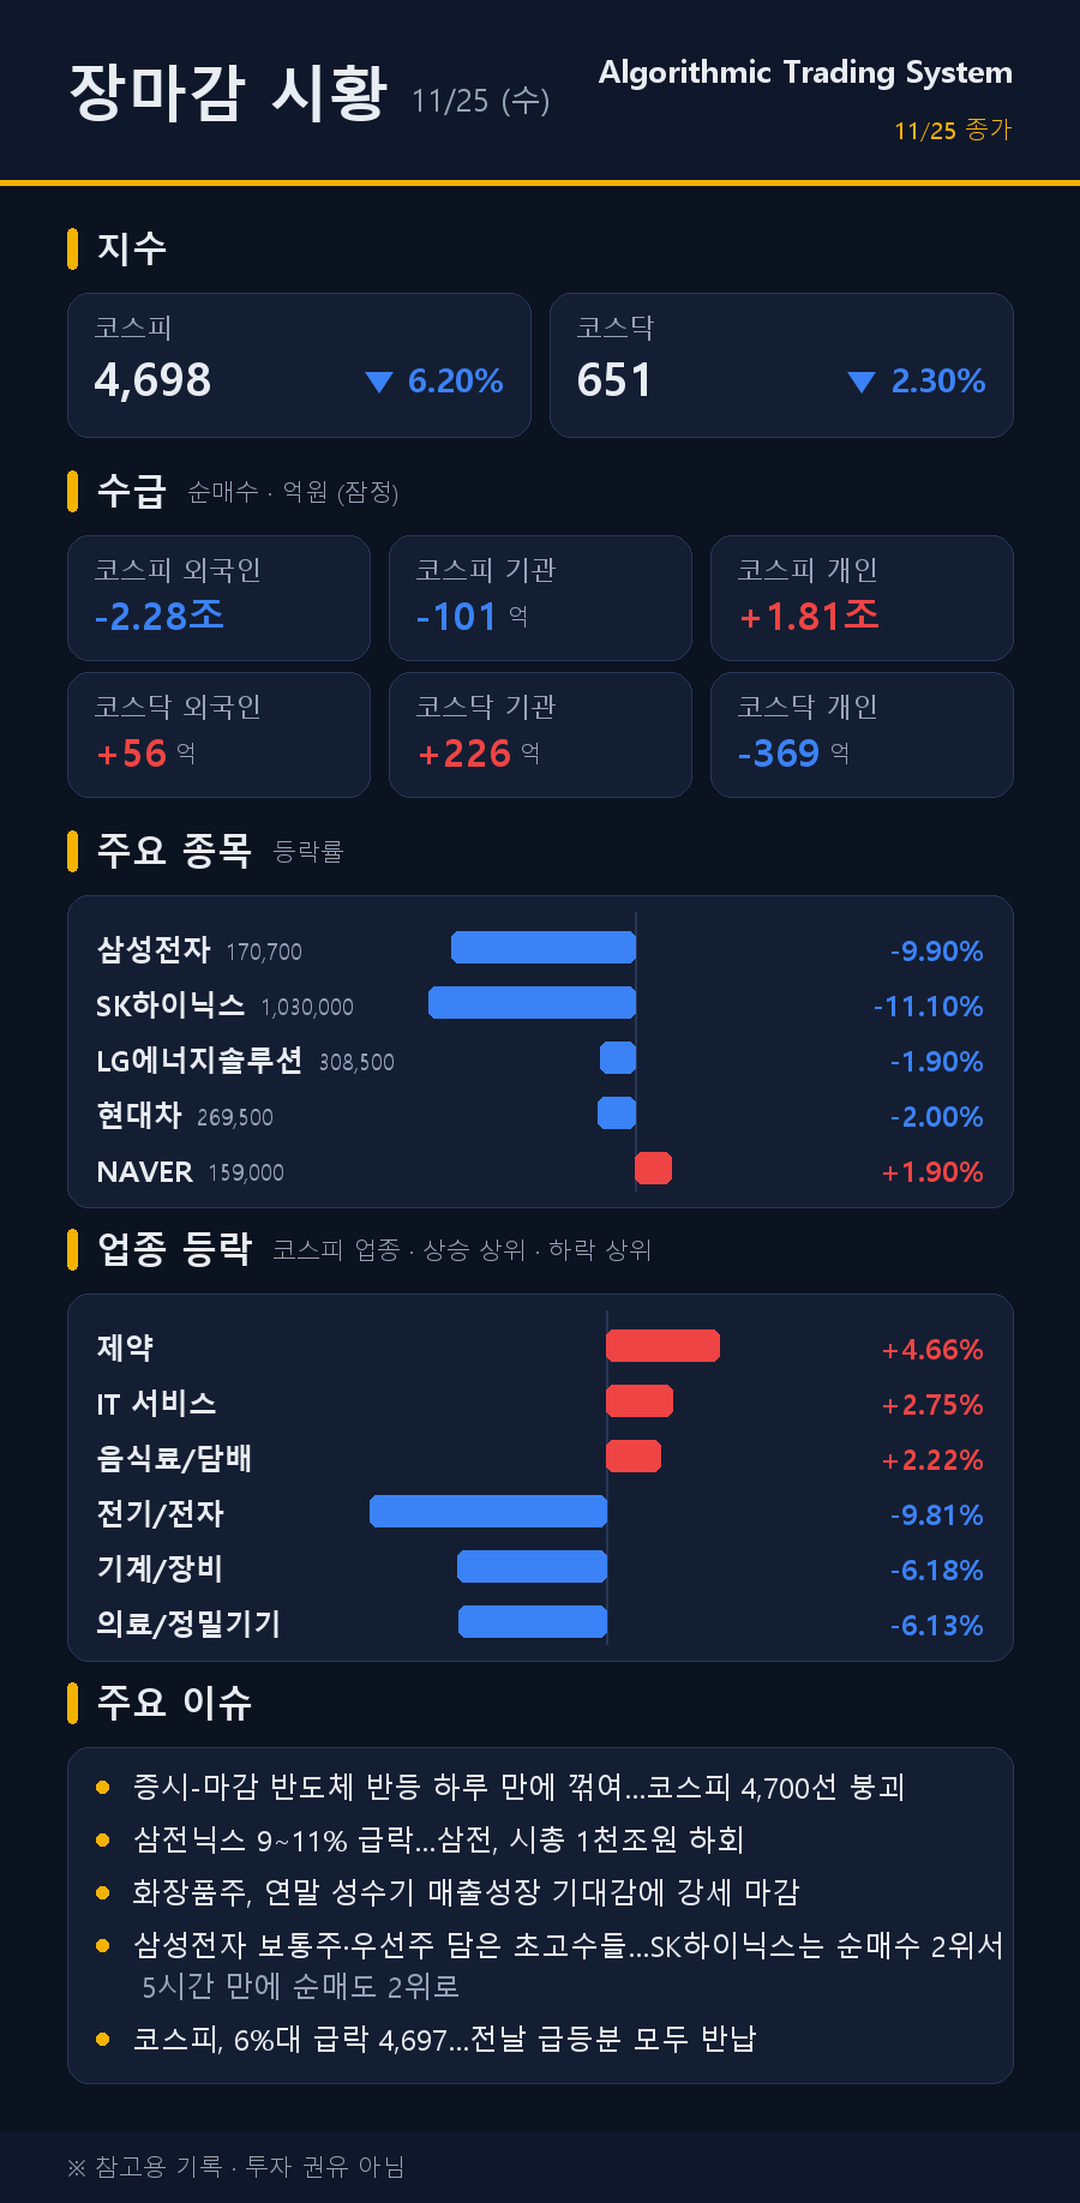 장마감 시황 11/25 (수)
Algorithmic Trading System
11/25 종가
지수
코스피
4,698 ▼ 6.20%
코스닥
651 ▼ 2.30%
수급 순매수 · 억원 (잠정)
코스피 외국인
-2.28조
코스피 기관
-101 억
코스피 개인
+1.81조
코스닥 외국인
+56 억
코스닥 기관
+226 억
코스닥 개인
-369 억
주요 종목 등락률
삼성전자 170,700 -9.90%
SK하이닉스 1,030,000 -11.10%
LG에너지솔루션 308,500 -1.90%
현대차 269,500 -2.00%
NAVER 159,000 +1.90%
업종 등락 코스피 업종 · 상승 상위 · 하락 상위
제약 +4.66%
IT 서비스 +2.75%
음식료/담배 +2.22%
전기/전자 -9.81%
기계/장비 -6.18%
의료/정밀기기 -6.13%
주요 이슈
증시-마감 반도체 반등 하루 만에 꺾여…코스피 4,700선 붕괴
삼전닉스 9~11% 급락…삼전, 시총 1천조원 하회
화장품주, 연말 성수기 매출성장 기대감에 강세 마감
삼성전자 보통주·우선주 담은 초고수들…SK하이닉스는 순매수 2위서
5시간 만에 순매도 2위로
코스피, 6%대 급락 4,697…전날 급등분 모두 반납
※ 참고용 기록 · 투자 권유 아님